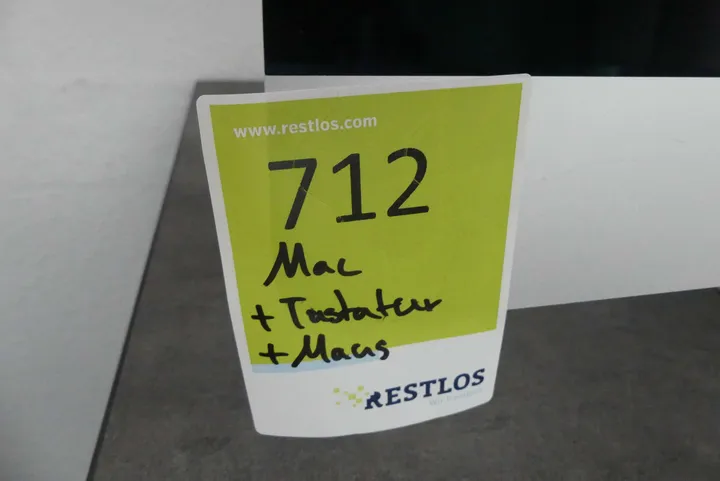 www.restlos.com
712
Mac
+ Tastatur
+ Maus
RESTLOS